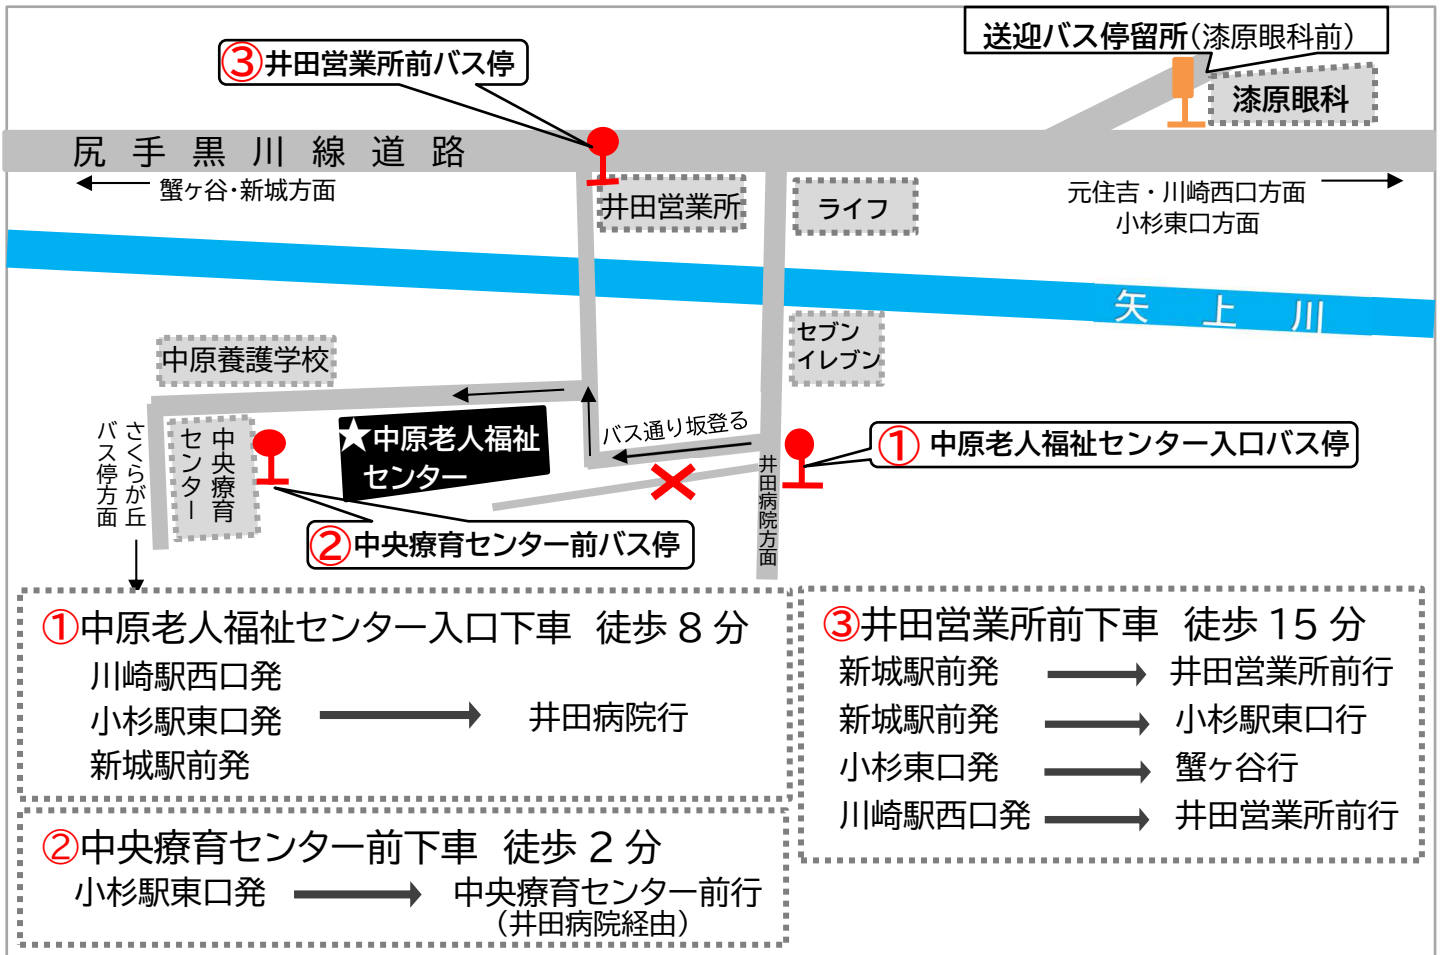 送迎バス停留所(漆原眼科前)
③井田営業所前バス停
漆原眼科
尻手黒川線道路
蟹ヶ谷・新城方面
井田営業所
ライフ
元住吉・川崎西口方面
小杉東口方面
矢上川
セブン
イレブン
中原養護学校
さくらが丘
バス停方面
中央療育
センター
★中原老人福祉
センター
バス通り坂登る
井田病院方面
① 中原老人福祉センター入口バス停
②中央療育センター前バス停
①中原老人福祉センター入口下車 徒歩 8 分
川崎駅西口発
小杉駅東口発
新城駅前発
井田病院行
②中央療育センター前下車 徒歩 2 分
小杉駅東口発 中央療育センター前行
(井田病院経由)
③井田営業所前下車 徒歩 15 分
新城駅前発 井田営業所前行
新城駅前発 小杉駅東口行
小杉東口発 蟹ヶ谷行
川崎駅西口発 井田営業所前行